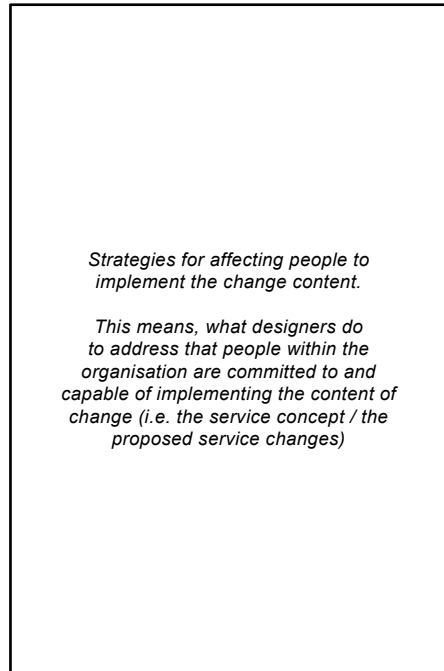 Strategies for affecting people to
implement the change content.
This means, what designers do
to address that people within the
organisation are committed to and
capable of implementing the content of
change (i.e. the service concept / the
proposed service changes)